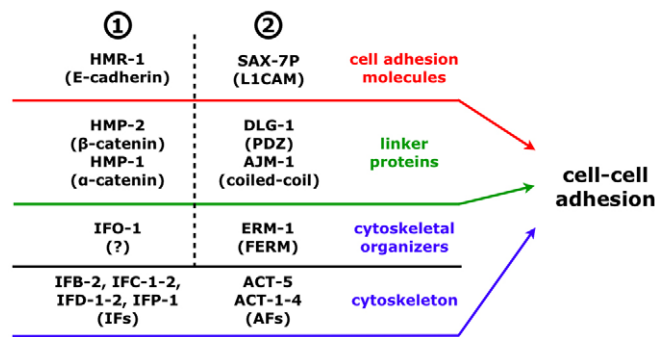 ① ②
HMR-1 SAX-7P cell adhesion
(E-cadherin) (L1CAM) molecules
HMP-2 DLG-1
(β-catenin) (PDZ) linker
HMP-1 AJM-1 proteins
(α-catenin) (coiled-coil)
cell-cell
adhesion
IFO-1 ERM-1 cytoskeletal
(?) (FERM) organizers
IFB-2, IFC-1-2, ACT-5
IFD-1-2, IFP-1 ACT-1-4 cytoskeleton
(IFs) (AFs)